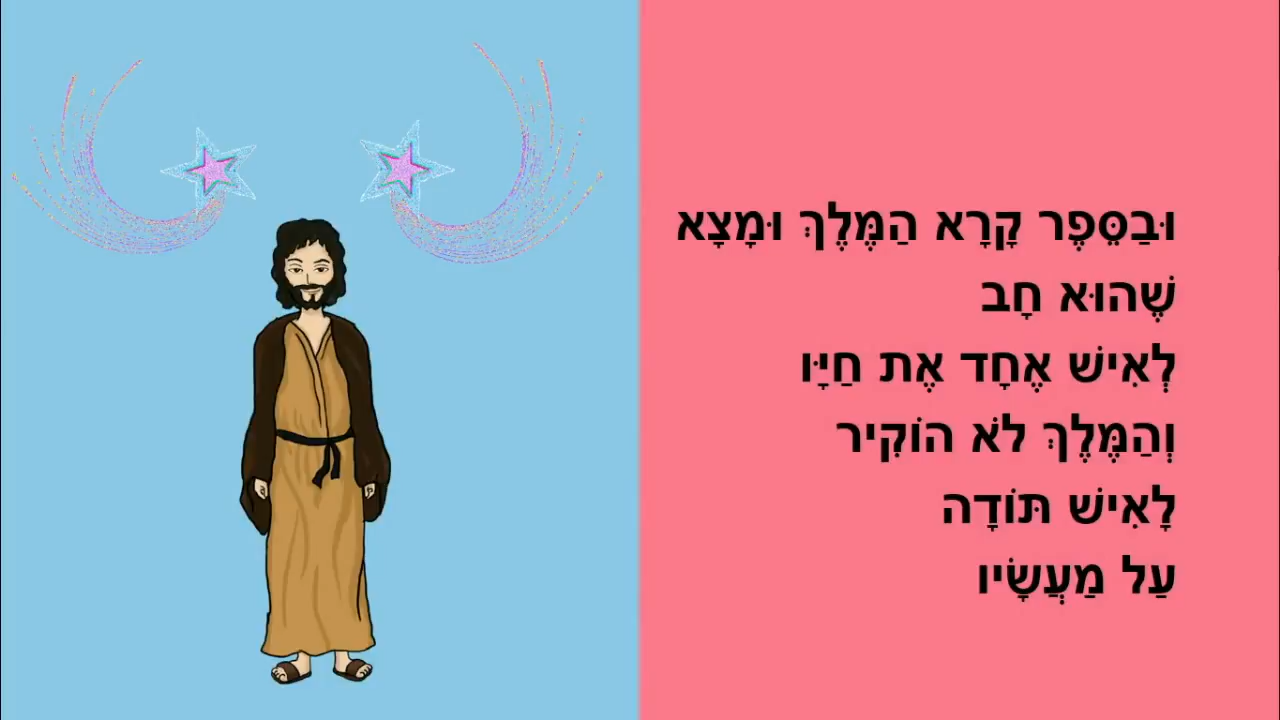 וּבַסֵּפֶר קָרָא הַמֶּלֶךְ וּמָצָא
שֶׁהוּא חָב
לְאִישׁ אֶחָד אֶת חַיָּיו
וְהַמֶּלֶךְ לֹא הוֹקִיר
לָאִישׁ תּוֹדָה
עַל מַעֲשָׂיו